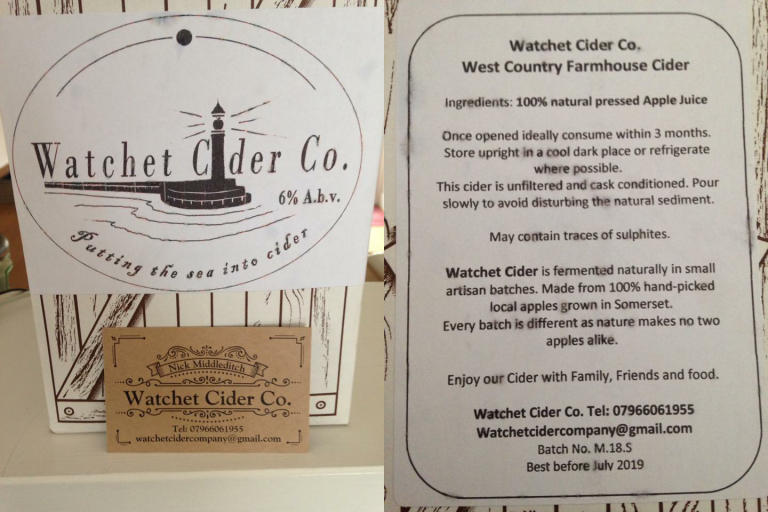 Watchet Cider Co.
6% A.b.v.
Putting the sea into cider
Nick Middleditch
Watchet Cider Co.
Tel: 07966061955
watchetcidercompany@gmail.com
Watchet Cider Co.
West Country Farmhouse Cider
Ingredients: 100% natural pressed Apple Juice
Once opened ideally consume within 3 months.
Store upright in a cool dark place or refrigerate
where possible.
This cider is unfiltered and cask conditioned. Pour
slowly to avoid disturbing the natural sediment.
May contain traces of sulphites.
Watchet Cider is fermented naturally in small
artisan batches. Made from 100% hand-picked
local apples grown in Somerset.
Every batch is different as nature makes no two
apples alike.
Enjoy our Cider with Family, Friends and food.
Watchet Cider Co. Tel: 07966061955
Watchetcidercompany@gmail.com
Batch No. M.18.S
Best before July 2019